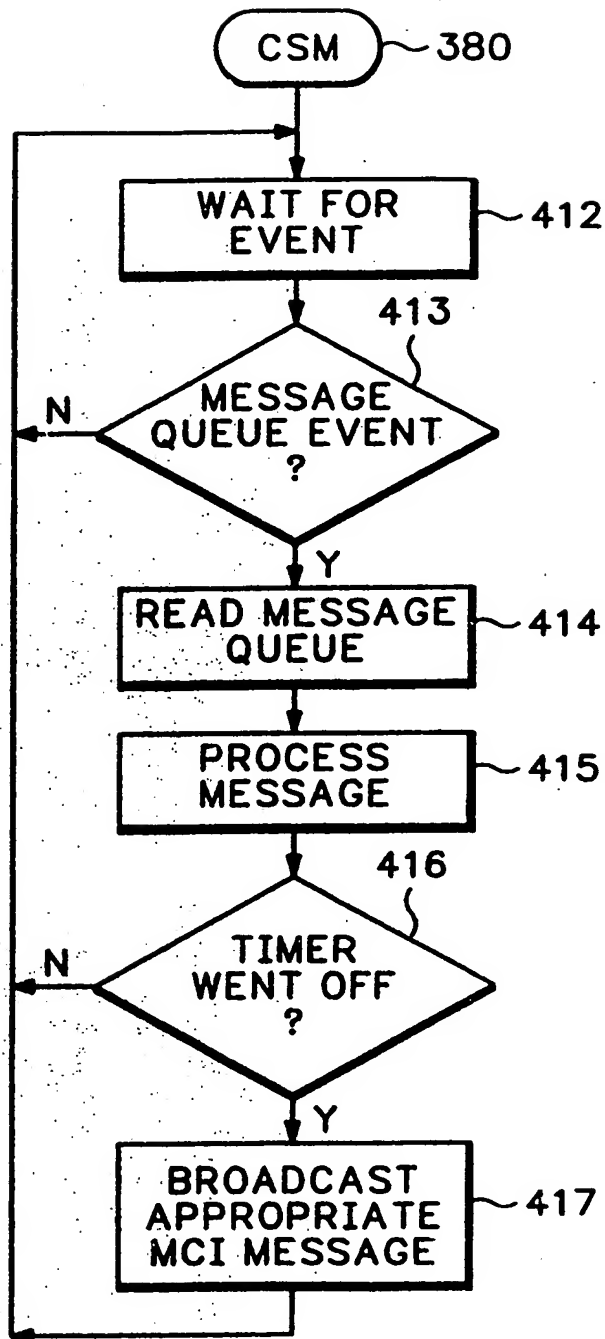 CSM
380
WAIT FOR
EVENT
412
413
MESSAGE
QUEUE EVENT
?
N
Y
READ MESSAGE
QUEUE
414
PROCESS
MESSAGE
415
416
TIMER
WENT OFF
?
N
Y
BROADCAST
APPROPRIATE
MCI MESSAGE
417